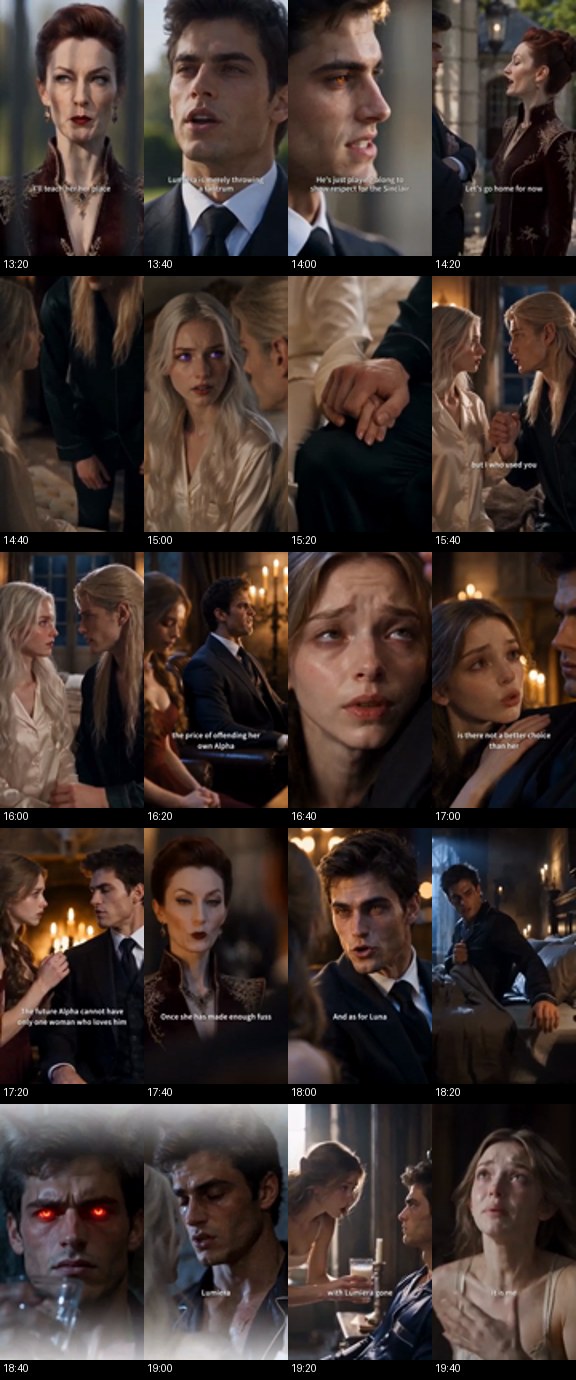 I'll teach her her place
Lumiera is merely throwing
a tantrum
He's just playing along to
show respect for the Sinclair
Let's go home for now
13:20
13:40
14:00
14:20
but I who used you
14:40
15:00
15:20
15:40
the price of offending her
own Alpha
is there not a better choice
than her
16:00
16:20
16:40
17:00
The future Alpha cannot have
only one woman who loves him
Once she has made enough fuss
And as for Luna
17:20
17:40
18:00
18:20
Lumiera
with Lumiera gone
It is me
18:40
19:00
19:20
19:40